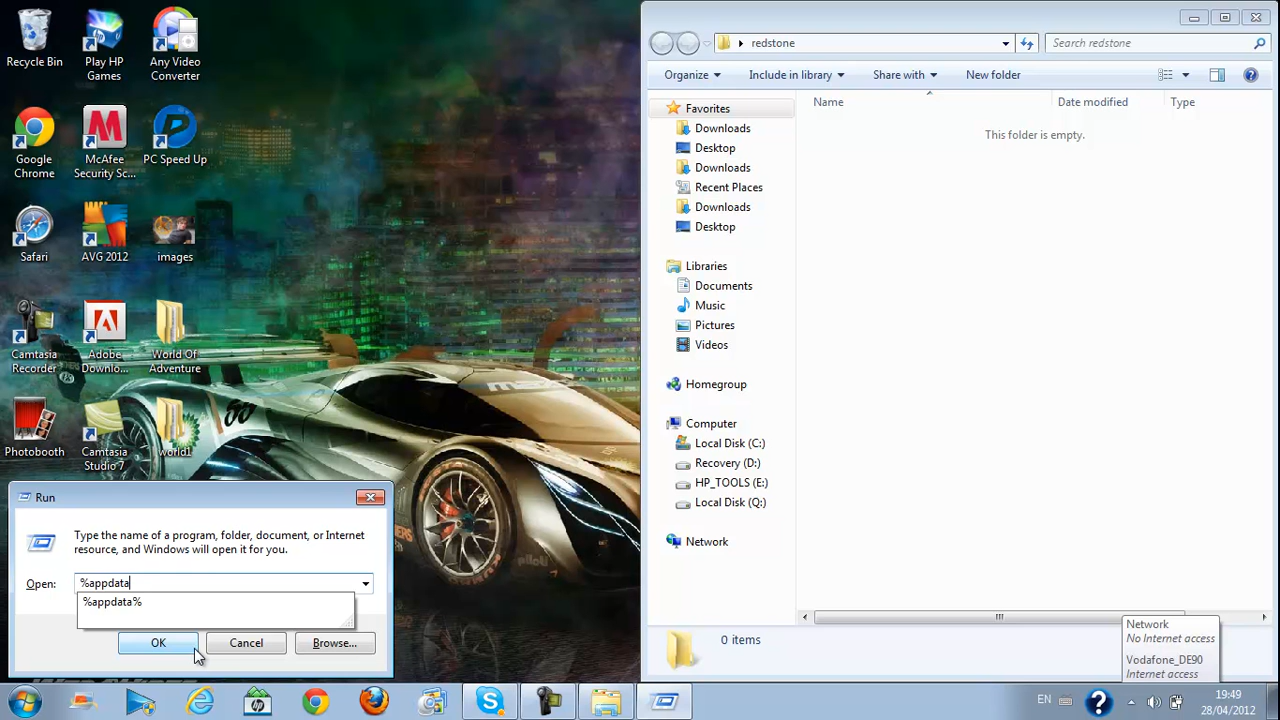 Recycle Bin
Play HP Games
Any Video Converter
Google Chrome
McAfee Security Sc...
PC Speed Up
Safari
AVG 2012
images
Camtasia Recorder
Adobe Downlo...
World Of Adventure
Photobooth
Camtasia Studio 7
world1
Run
Type the name of a program, folder, document, or Internet
resource, and Windows will open it for you.
Open:
%appdata
%appdata%
OK
Cancel
Browse...
redstone
Search redstone
Organize
Include in library
Share with
New folder
Name
Date modified
Type
This folder is empty.
Favorites
Downloads
Desktop
Downloads
Recent Places
Downloads
Desktop
Libraries
Documents
Music
Pictures
Videos
Homegroup
Computer
Local Disk (C:)
Recovery (D:)
HP_TOOLS (E:)
Local Disk (Q:)
Network
0 items
Network
No Internet access
Vodafone_DE90
Internet access
EN
19:49
28/04/2012